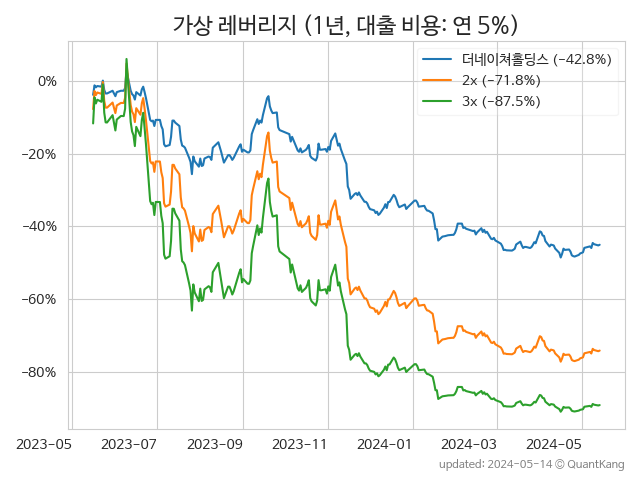 가상 레버리지 (1년, 대출 비용: 연 5%)
더네이쳐홀딩스 (−42.8%)
2x (−71.8%)
3x (−87.5%)
0%
−20%
−40%
−60%
−80%
2023-05 2023-07 2023-09 2023-11 2024-01 2024-03 2024-05
updated: 2024-05-14 © QuantKang